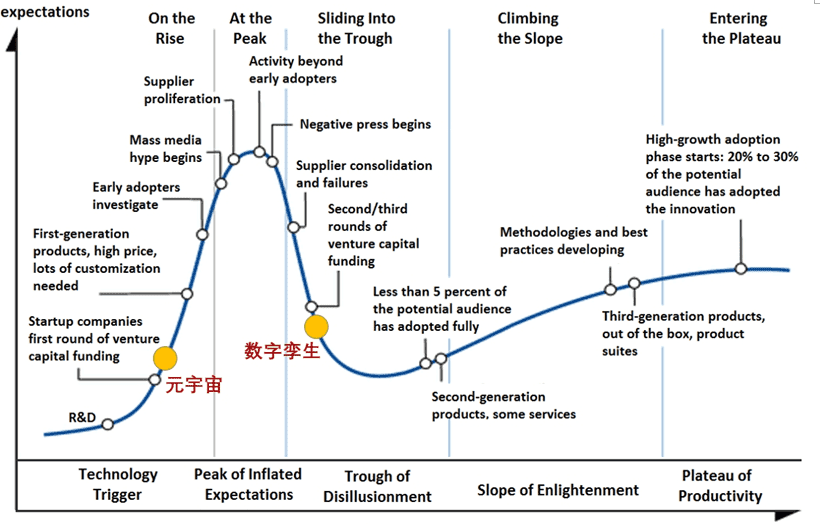 expectations
On the
Rise
At the
Peak
Sliding Into
the Trough
Climbing
the Slope
Entering
the Plateau
Activity beyond
early adopters
Supplier
proliferation
Negative press begins
Mass media
hype begins
Supplier consolidation
and failures
Early adopters
investigate
Second/third
rounds of
venture capital
funding
First-generation
products, high price,
lots of customization
needed
Startup companies
first round of venture
capital funding
元宇宙
数字孪生
R&D
Less than 5 percent of
the potential audience
has adopted fully
Second-generation
products, some services
Methodologies and best
practices developing
Third-generation products,
out of the box, product
suites
High-growth adoption
phase starts: 20% to 30%
of the potential
audience has adopted
the innovation
Technology
Trigger
Peak of Inflated
Expectations
Trough of
Disillusionment
Slope of Enlightenment
Plateau of
Productivity